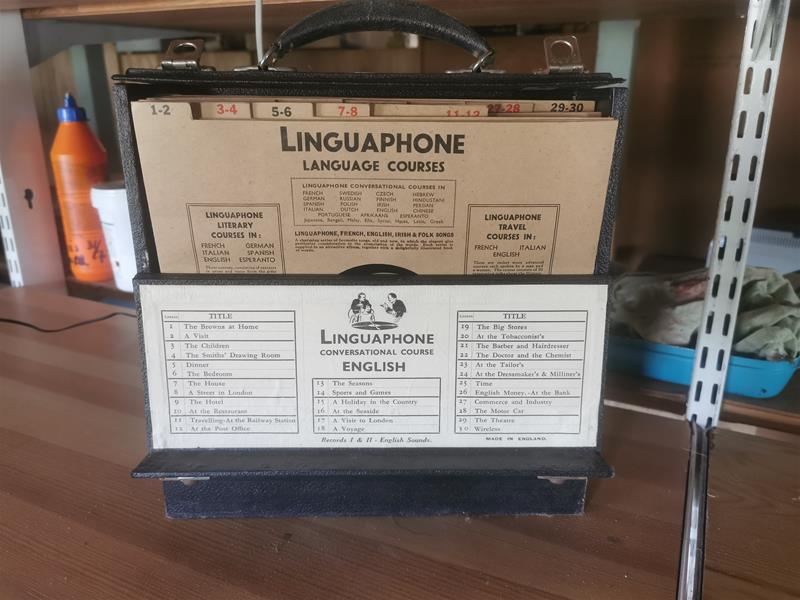 1-2 3-4 5-6 7-8 11-12 27-28 29-30
LINGUAPHONE
LANGUAGE COURSES
LINGUAPHONE CONVERSATIONAL COURSES IN
FRENCH SWEDISH CZECH HEBREW
GERMAN RUSSIAN FINNISH HINDUSTANI
SPANISH POLISH IRISH PERSIAN
ITALIAN DUTCH ENGLISH CHINESE
PORTUGUESE AFRIKAANS ESPERANTO
LINGUAPHONE, FRENCH, ENGLISH, IRISH & FOLK SONGS
LINGUAPHONE
LITERARY
COURSES IN:
FRENCH GERMAN
ITALIAN SPANISH
ENGLISH ESPERANTO
LINGUAPHONE
TRAVEL
COURSES IN:
FRENCH ITALIAN
ENGLISH
LINGUAPHONE
CONVERSATIONAL COURSE
ENGLISH
Lesson TITLE
1 The Browns at Home
2 A Visit
3 The Children
4 The Smiths' Drawing Room
5 Dinner
6 The Bedroom
7 The House
8 A Street in London
9 The Hotel
10 At the Restaurant
11 Travelling-At the Railway Station
12 At the Post Office
13 The Seasons
14 Sports and Games
15 A Holiday in the Country
16 At the Seaside
17 A Visit to London
18 A Voyage
Records I & II - English Sounds.
Lesson TITLE
19 The Big Stores
20 At the Tobacconist's
21 The Barber and Hairdresser
22 The Doctor and the Chemist
23 At the Tailor's
24 At the Dressmaker's & Milliner's
25 Time
26 English Money.-At the Bank
27 Commerce and Industry
28 The Motor Car
29 The Theatre
30 Wireless
MADE IN ENGLAND.